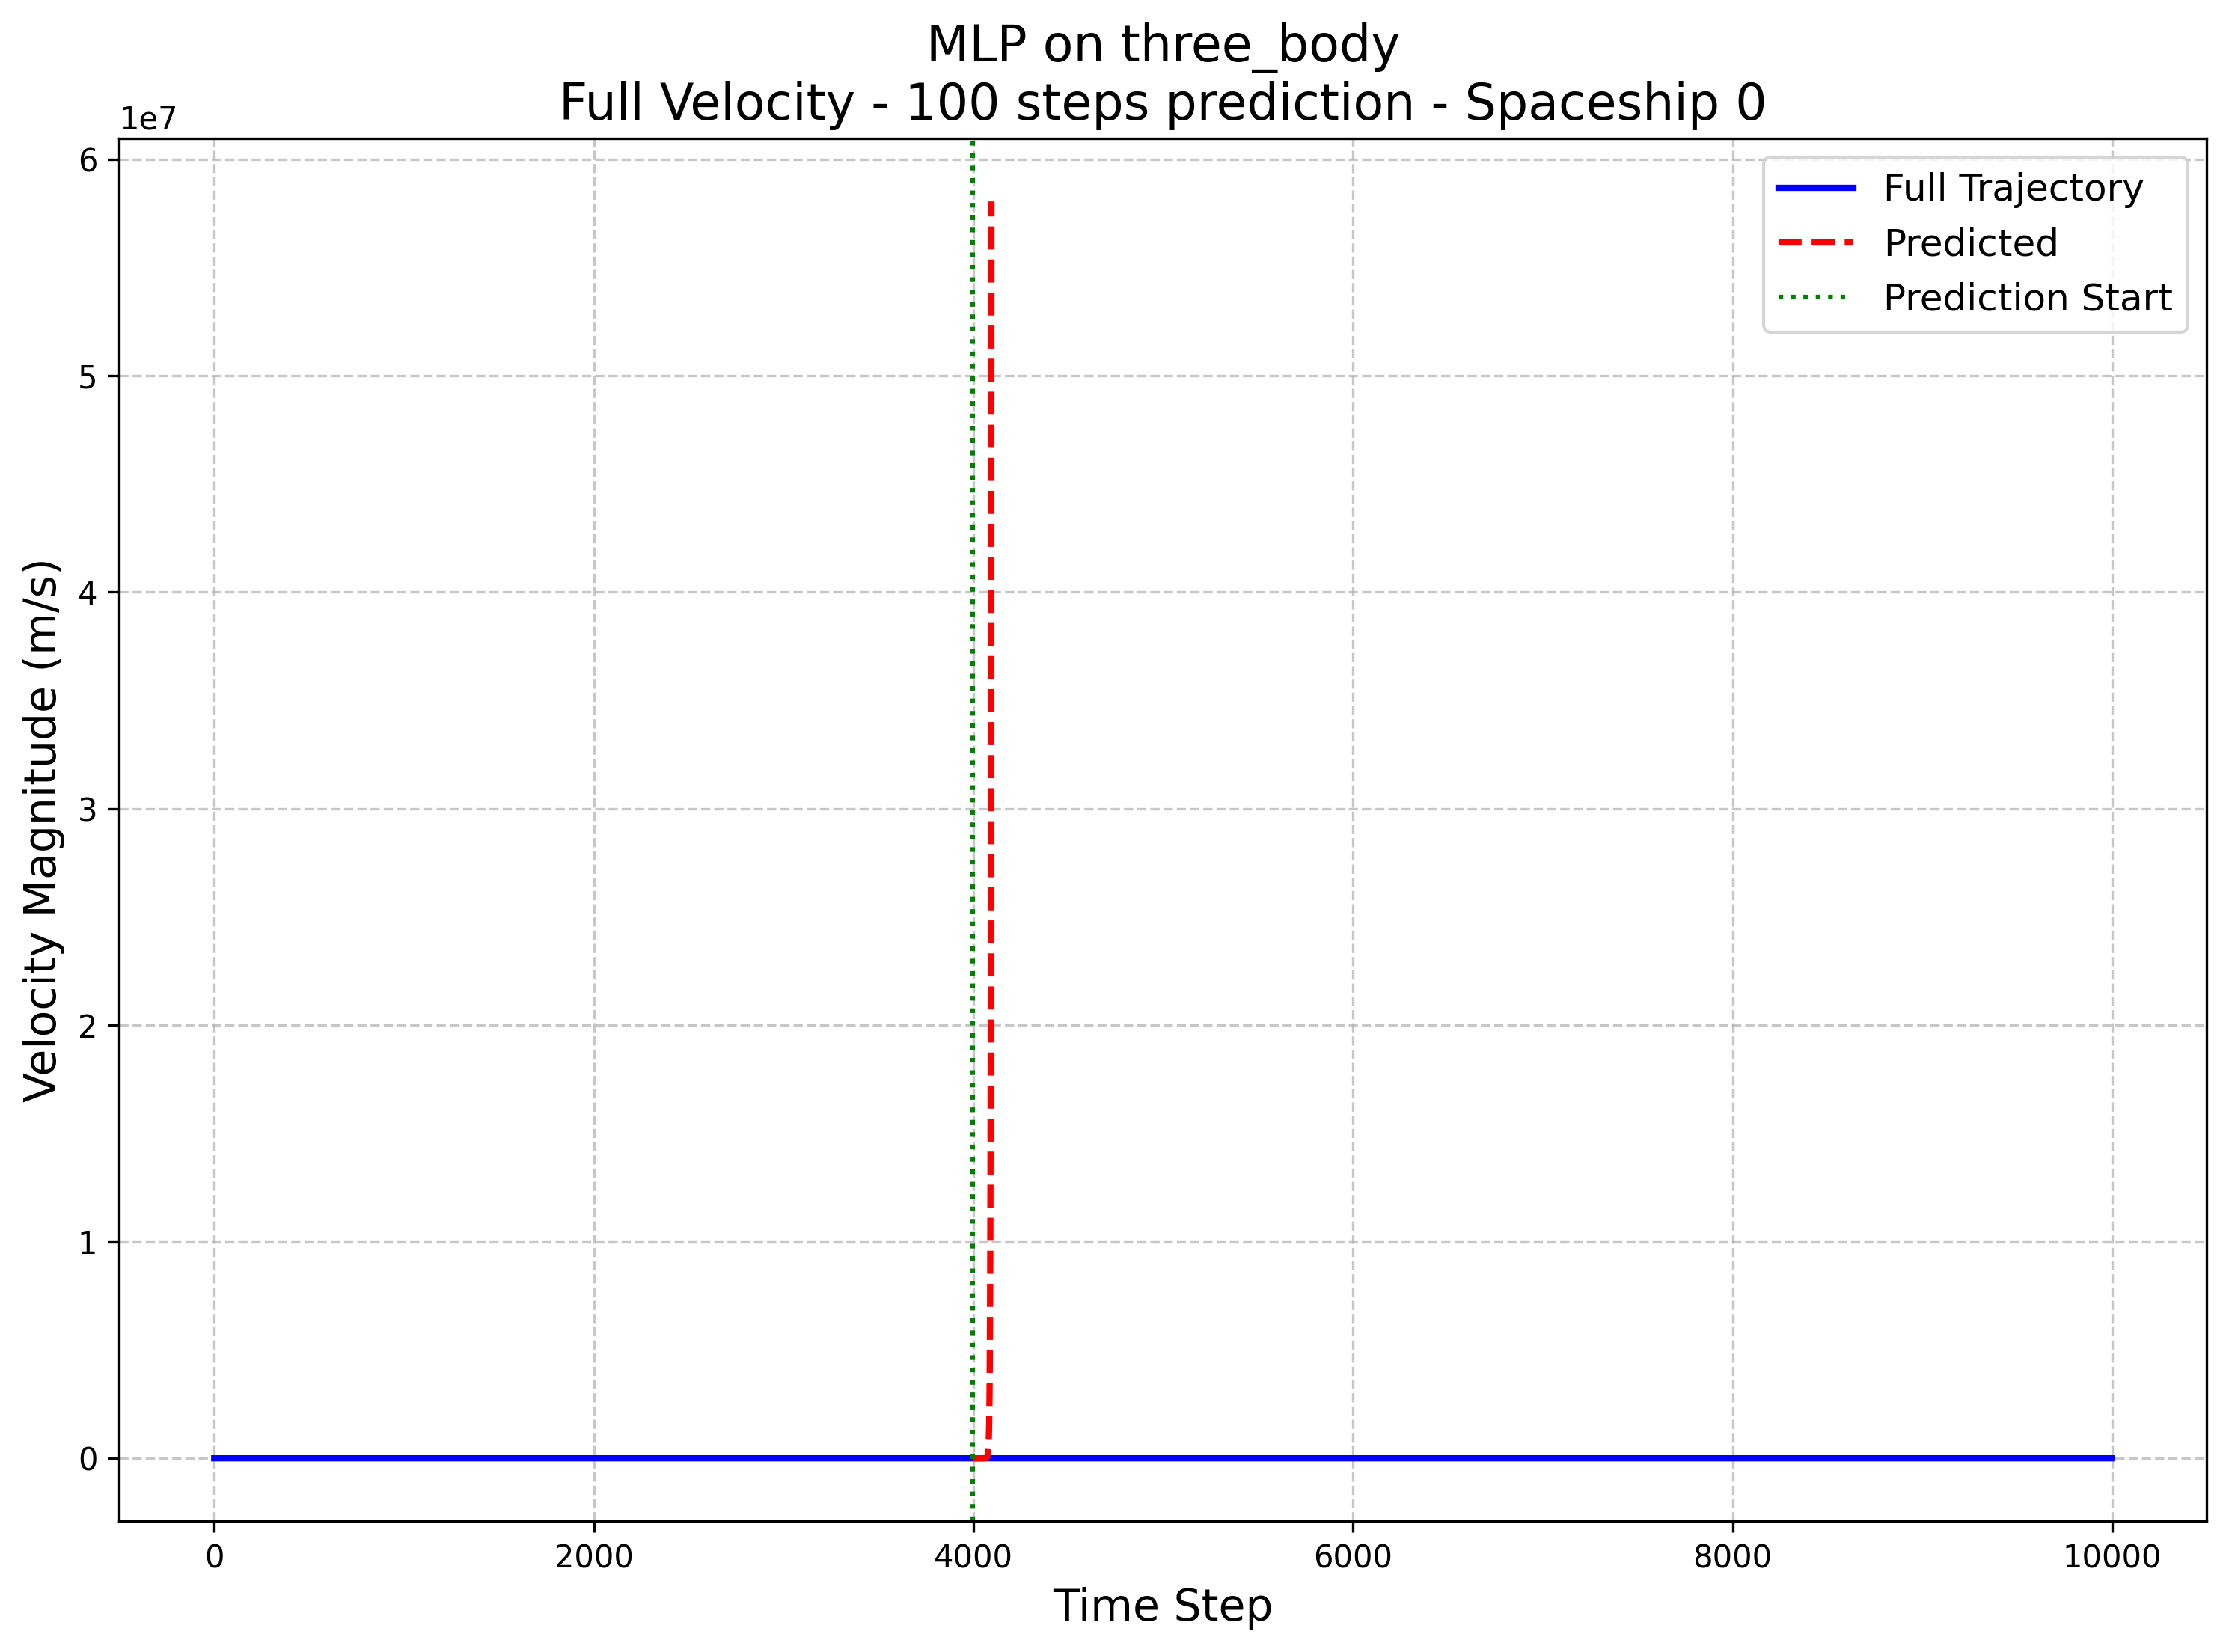 MLP on three_body
Full Velocity - 100 steps prediction - Spaceship 0
1e7
6
5
4
3
2
1
0
Velocity Magnitude (m/s)
Full Trajectory
Predicted
Prediction Start
0 2000 4000 6000 8000 10000
Time Step